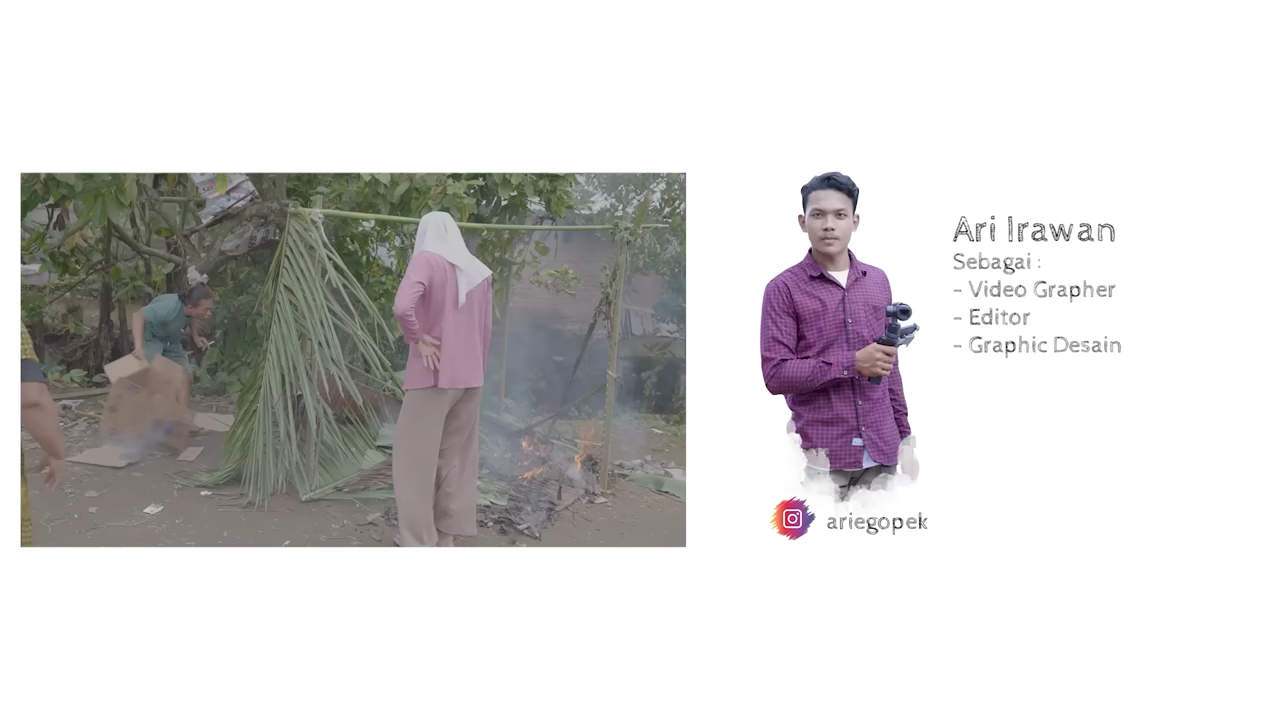 Ari Irawan
Sebagai :
- Video Grapher
- Editor
- Graphic Desain
ariegopek